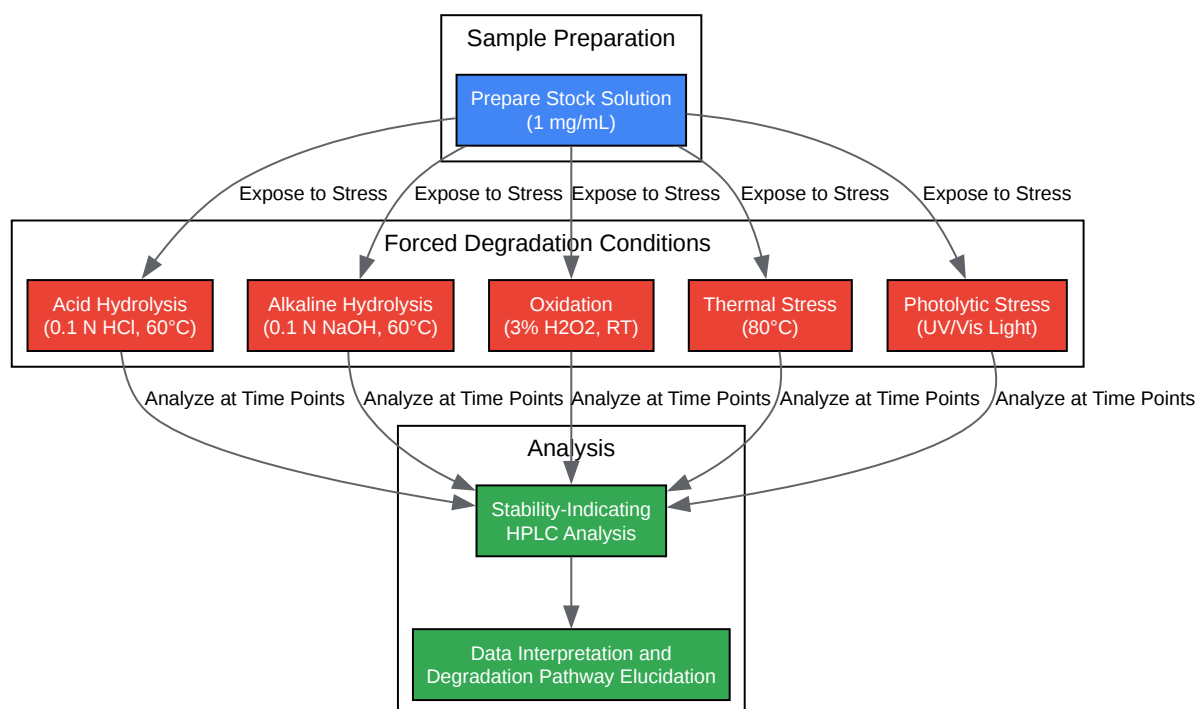 Sample Preparation
Prepare Stock Solution
(1 mg/mL)
Expose to Stress
Expose to Stress
Expose to Stress
Expose to Stress
Expose to Stress
Forced Degradation Conditions
Acid Hydrolysis
(0.1 N HCl, 60°C)
Alkaline Hydrolysis
(0.1 N NaOH, 60°C)
Oxidation
(3% H2O2, RT)
Thermal Stress
(80°C)
Photolytic Stress
(UV/Vis Light)
Analyze at Time Points
Analyze at Time Points
Analyze at Time Points
Analyze at Time Points
Analyze at Time Points
Analysis
Stability-Indicating
HPLC Analysis
Data Interpretation and
Degradation Pathway Elucidation